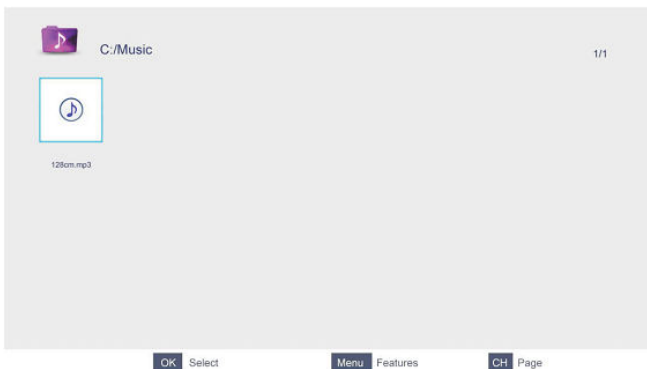 C:/Music
1/1
128cm.mp3
OK Select
Menu Features
CH Page